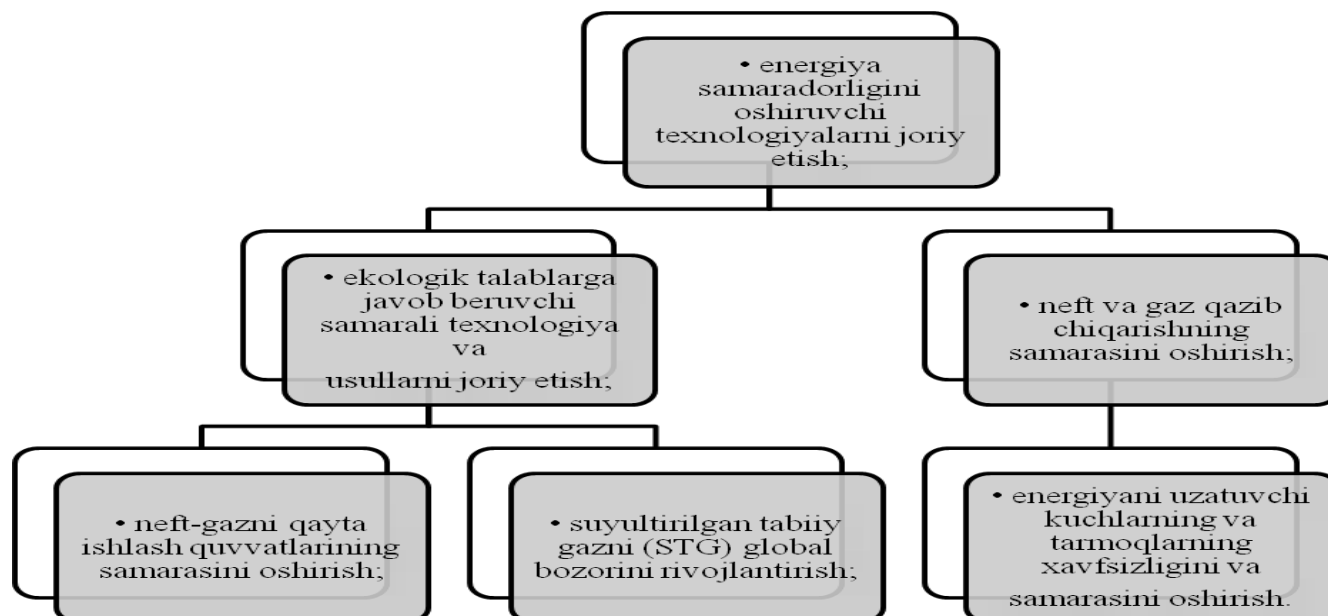 • energiya
samaradorligini
oshiruvchi
texnologiyalarni joriy
etish;
• ekologik talablarga
javob beruvchi
samarali texnologiya
va
usullarni joriy etish;
• neft va gaz qazib
chiqarishning
samarasini oshirish;
• neft-gazni qayta
ishlash quvvatlarining
samarasini oshirish;
• suyultirilgan tabiiy
gazni (STG) global
bozorini rivojlantirish;
• energiyani uzatuvchi
kuchlarning va
tarmoqlarning
xavfsizligini va
samarasini oshirish.